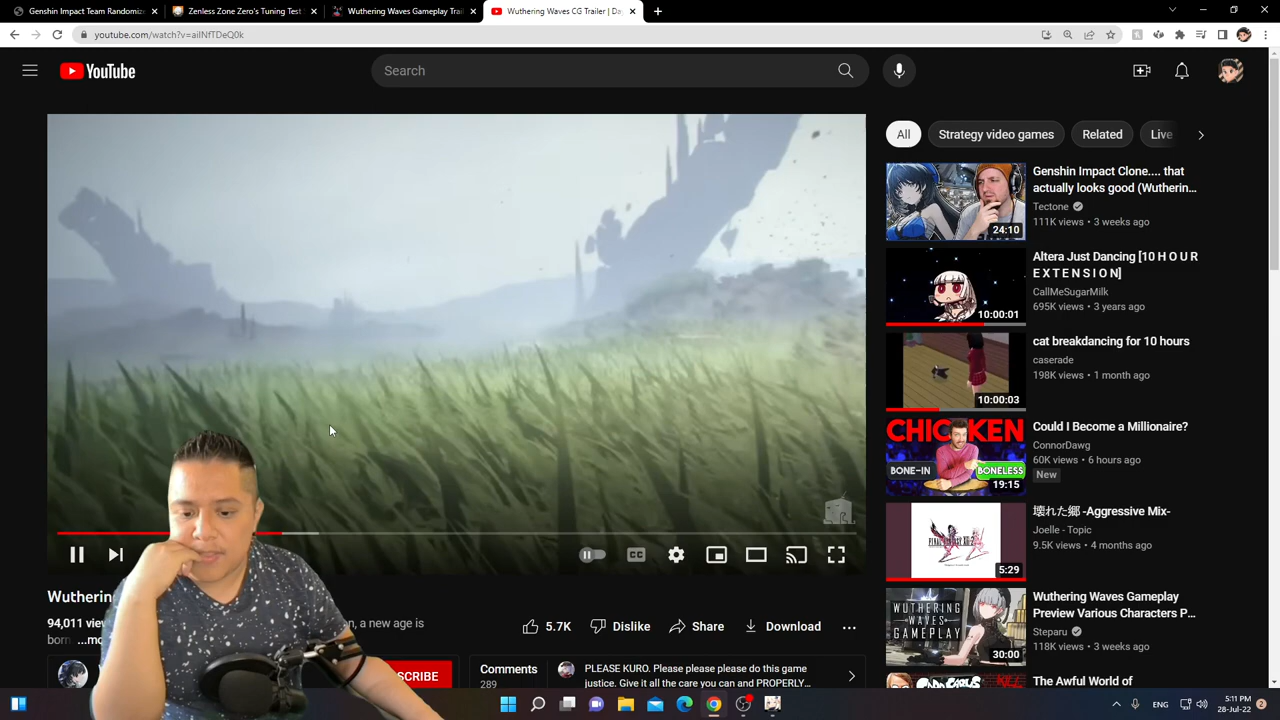 Genshin Impact Team Randomize
Zenless Zone Zero's Tuning Test
Wuthering Waves Gameplay Trail
Wuthering Waves CG Trailer | Day
youtube.com/watch?v=ailNfTDeQ0k
YouTube
Search
All
Strategy video games
Related
Live
Genshin Impact Clone.... that
actually looks good (Wutherin...
Tectone
111K views • 3 weeks ago
24:10
Altera Just Dancing [10 H O U R
E X T E N S I O N]
CallMeSugarMilk
695K views • 3 years ago
10:00:01
cat breakdancing for 10 hours
caserade
198K views • 1 month ago
10:00:03
CHICKEN
BONE-IN
BONELESS
19:15
Could I Become a Millionaire?
ConnorDawg
60K views • 6 hours ago
New
壊れた郷 -Aggressive Mix-
Joelle - Topic
9.5K views • 4 months ago
5:29
WUTHERING
WAVES
GAMEPLAY
30:00
Wuthering Waves Gameplay
Preview Various Characters P...
Steparu
118K views • 3 weeks ago
The Awful World of
CC
Wutherin
94,011 view
n, a new age is
born
...mo
5.7K
Dislike
Share
Download
SCRIBE
Comments
289
PLEASE KURO. Please please please do this game
justice. Give it all the care you can and PROPERLY...
ENG
5:11 PM
28-Jul-22
2